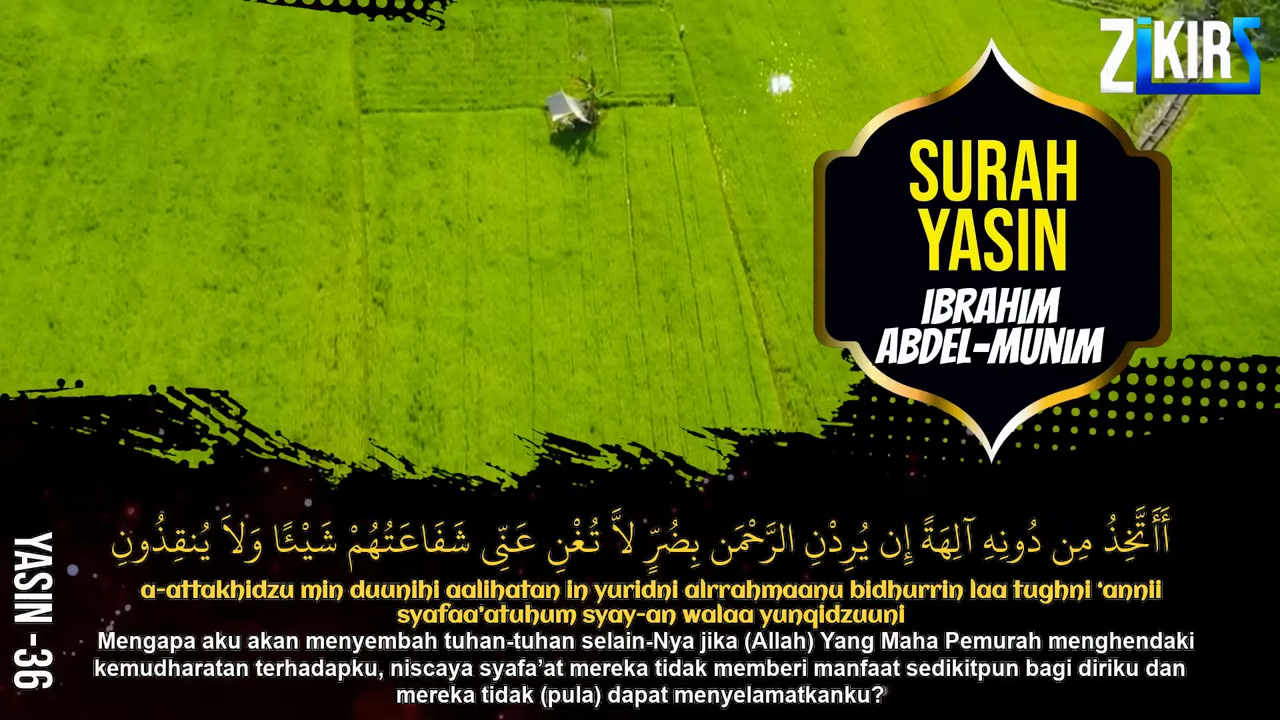 ZIKIRS
SURAH
YASIN
IBRAHIM
ABDEL-MUNIM
أَأَتَّخِذُ مِن دُونِهِ آلِهَةً إِن يُرِدْنِ الرَّحْمَن بِضُرٍّ لاَّ تُغْنِ عَنِّى شَفَاعَتُهُمْ شَيْئًا وَلاَ يُنقِذُونِ
a-attakhidzu min duunihi aalihatan in yuridni alrrahmaanu bidhurrin laa tughni ‘annii
syafaa’atuhum syay-an walaa yunqidzuuni
Mengapa aku akan menyembah tuhan-tuhan selain-Nya jika (Allah) Yang Maha Pemurah menghendaki
kemudharatan terhadapku, niscaya syafa’at mereka tidak memberi manfaat sedikitpun bagi diriku dan
mereka tidak (pula) dapat menyelamatkanku?
YASIN - 36